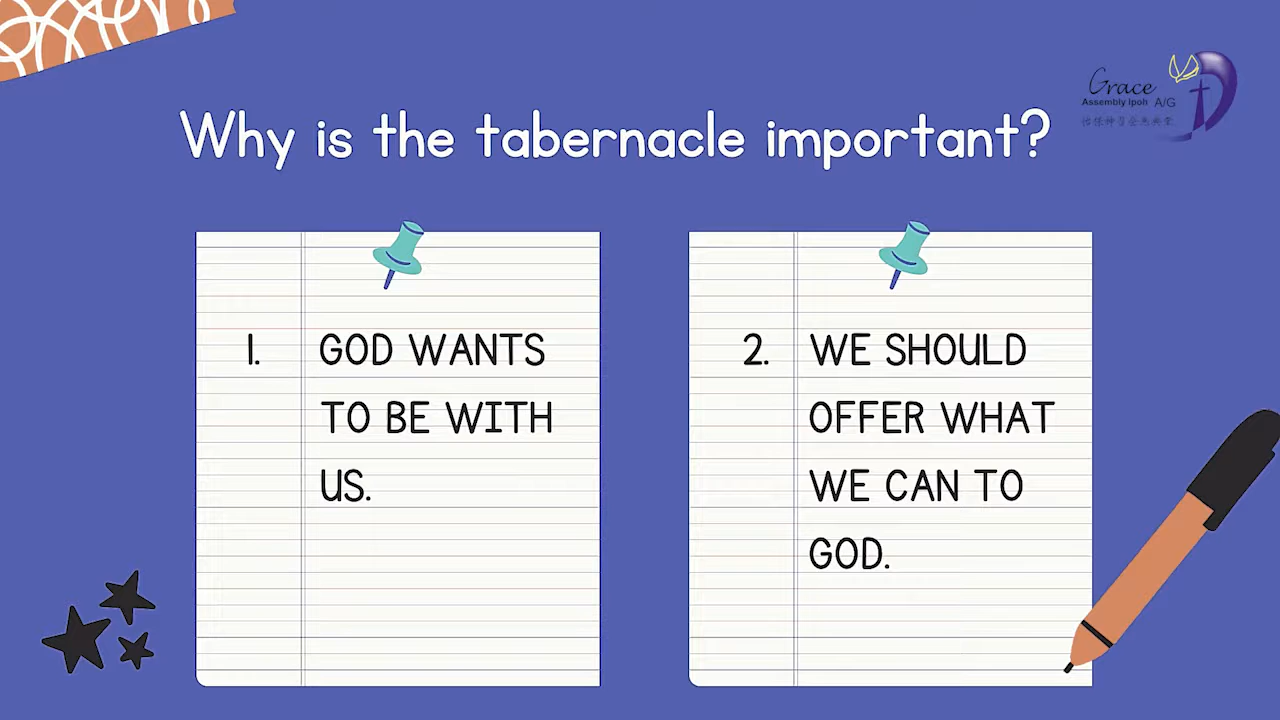 Why is the tabernacle important?
Grace
Assembly Ipoh A/G
1. GOD WANTS
TO BE WITH
US.
2. WE SHOULD
OFFER WHAT
WE CAN TO
GOD.